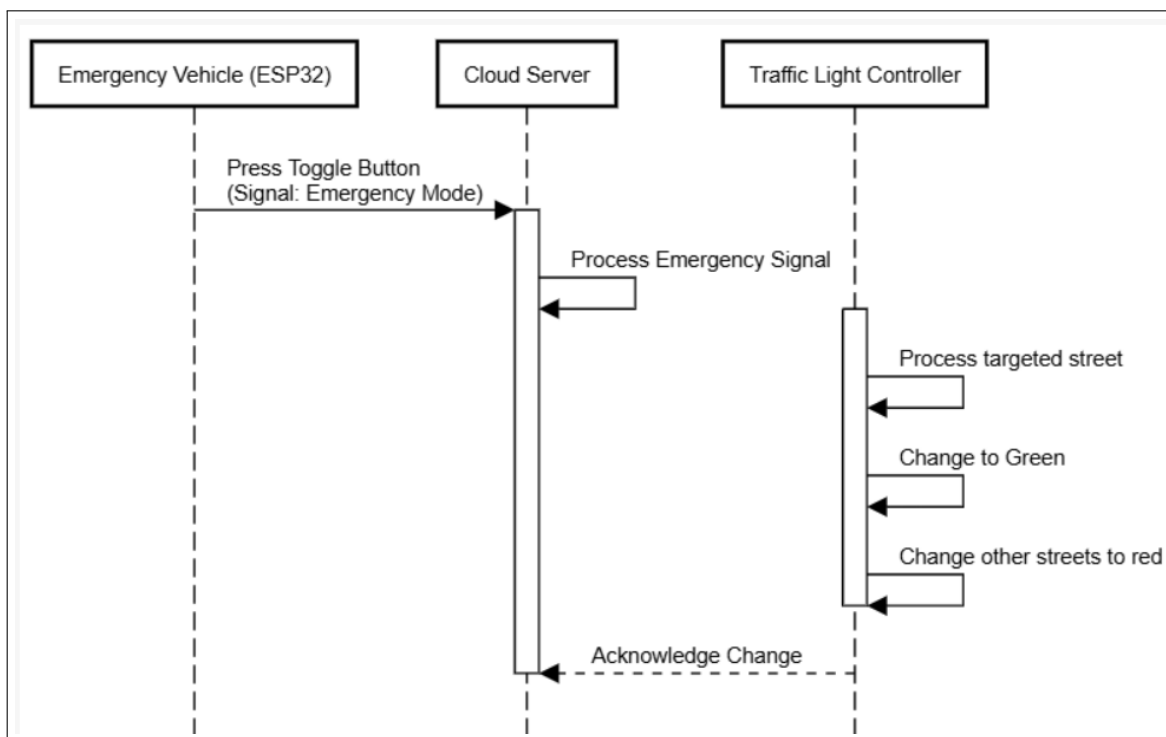 Emergency Vehicle (ESP32)
Cloud Server
Traffic Light Controller
Press Toggle Button
(Signal: Emergency Mode)
Process Emergency Signal
Process targeted street
Change to Green
Change other streets to red
Acknowledge Change